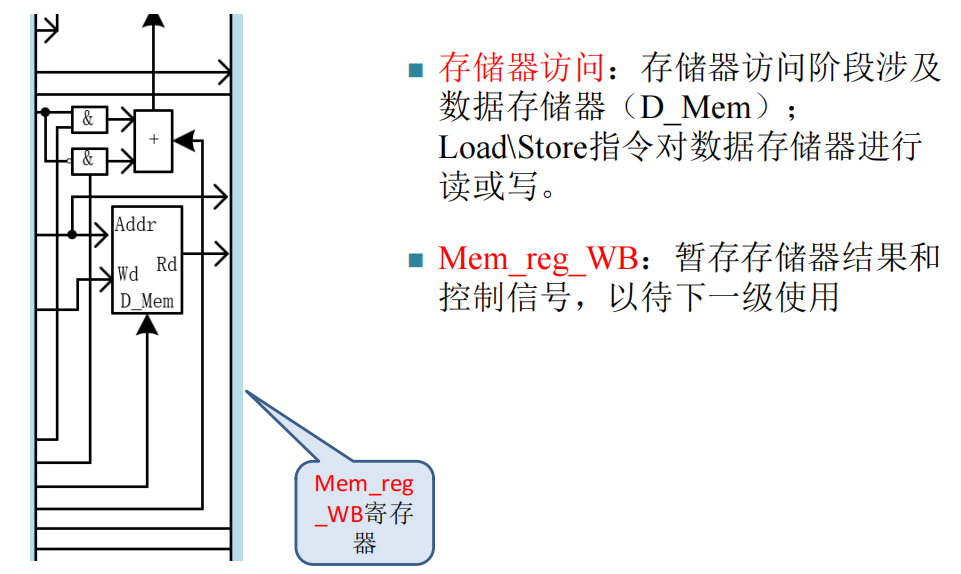 &
+
&
Addr
Rd
Wd
D_Mem
Mem_reg
_WB寄存
器
存储器访问：存储器访问阶段涉及
数据存储器（D_Mem）；
Load\Store指令对数据存储器进行
读或写。
Mem_reg_WB：暂存存储器结果和
控制信号，以待下一级使用